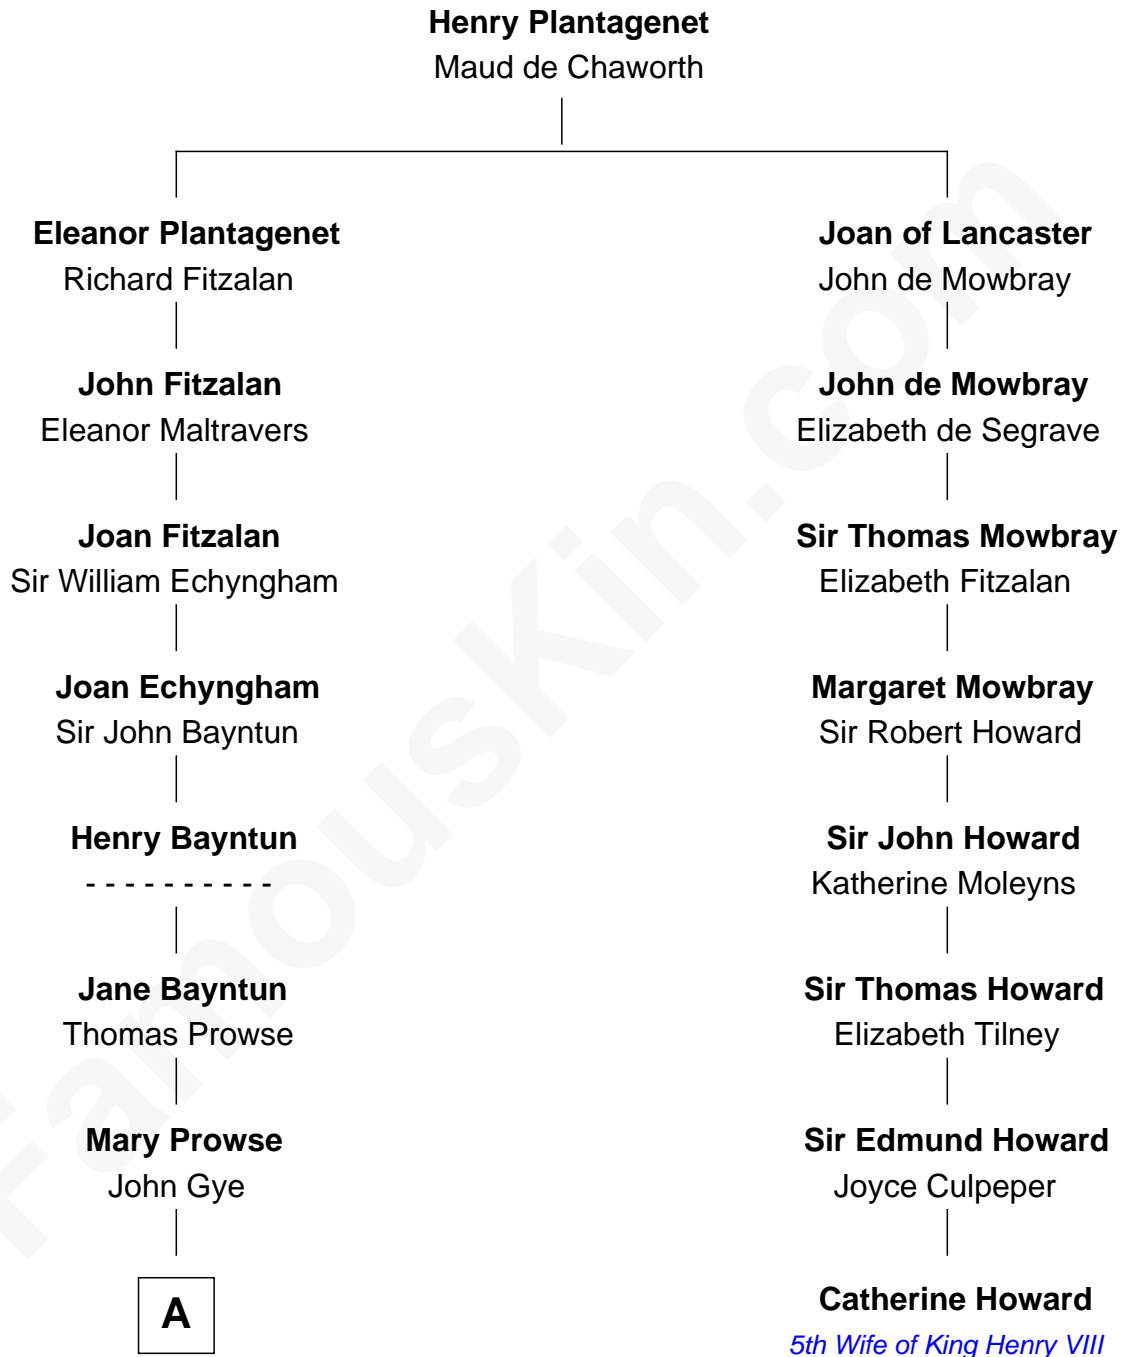 Henry Plantagenet
Maud de Chaworth
Eleanor Plantagenet
Richard Fitzalan
John Fitzalan
Eleanor Maltravers
Joan Fitzalan
Sir William Echyngham
Joan Echyngham
Sir John Bayntun
Henry Bayntun
- - - - - - - - - -
Jane Bayntun
Thomas Prowse
Mary Prowse
John Gye
A
Joan of Lancaster
John de Mowbray
John de Mowbray
Elizabeth de Segrave
Sir Thomas Mowbray
Elizabeth Fitzalan
Margaret Mowbray
Sir Robert Howard
Sir John Howard
Katherine Moleyns
Sir Thomas Howard
Elizabeth Tilney
Sir Edmund Howard
Joyce Culpeper
Catherine Howard
5th Wife of King Henry VIII
FamousKin.com